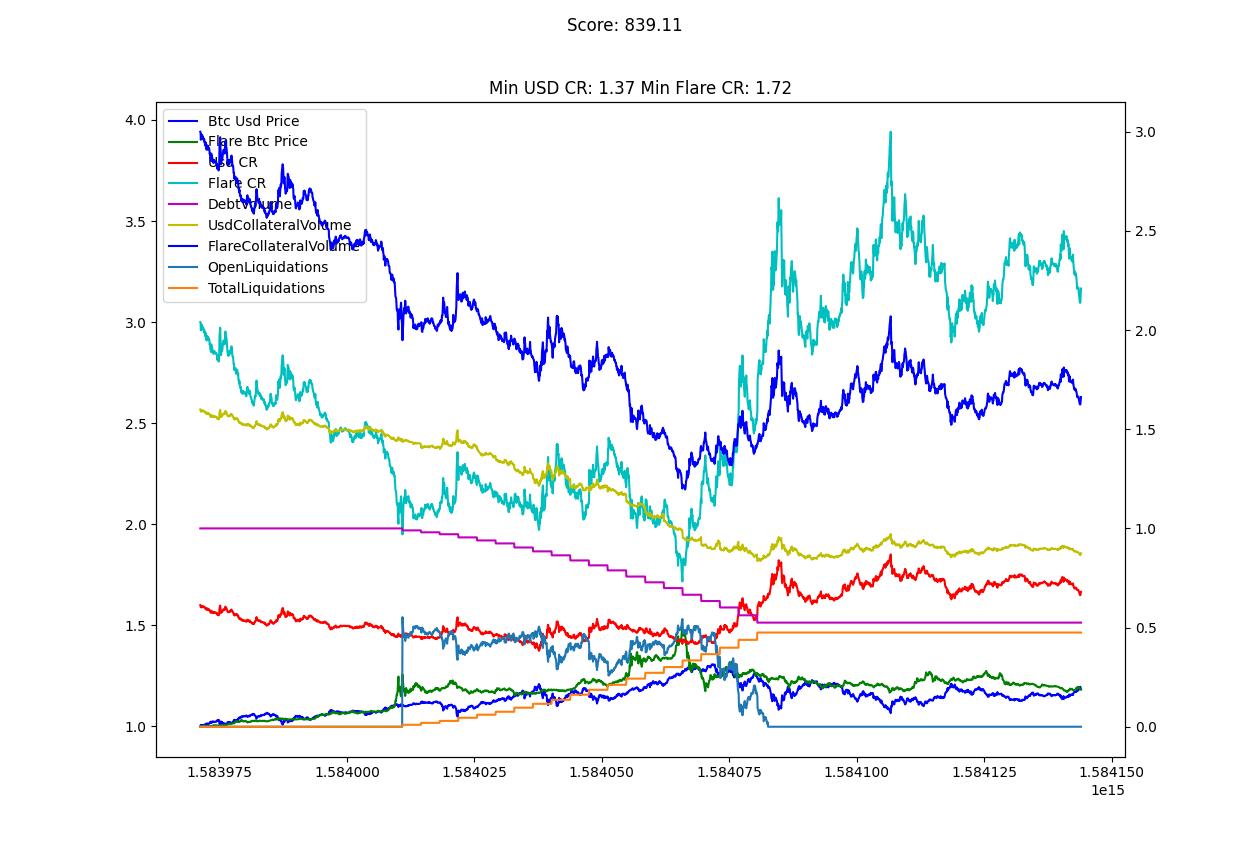 Score: 839.11
Min USD CR: 1.37 Min Flare CR: 1.72
Btc Usd Price
Flare Btc Price
Usd CR
Flare CR
DebtVolume
UsdCollateralVolume
FlareCollateralVolume
OpenLiquidations
TotalLiquidations
4.0
3.5
3.0
2.5
2.0
1.5
1.0
3.0
2.5
2.0
1.5
1.0
0.5
0.0
1.583975 1.584000 1.584025 1.584050 1.584075 1.584100 1.584125 1.584150
1e15